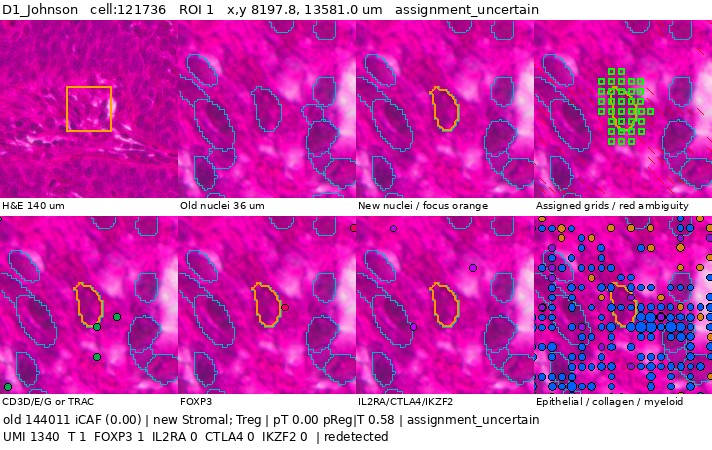 D1_Johnson cell:121736 ROI 1 x,y 8197.8, 13581.0 um assignment_uncertain
H&E 140 um
Old nuclei 36 um
New nuclei / focus orange
Assigned grids / red ambiguity
CD3D/E/G or TRAC
FOXP3
IL2RA/CTLA4/IKZF2
Epithelial / collagen / myeloid
old 144011 iCAF (0.00) | new Stromal; Treg | pT 0.00 Preg|T 0.58 | assignment_uncertain
UMI 1340 T 1 FOXP3 1 IL2RA 0 CTLA4 0 IKZF2 0 | redetected